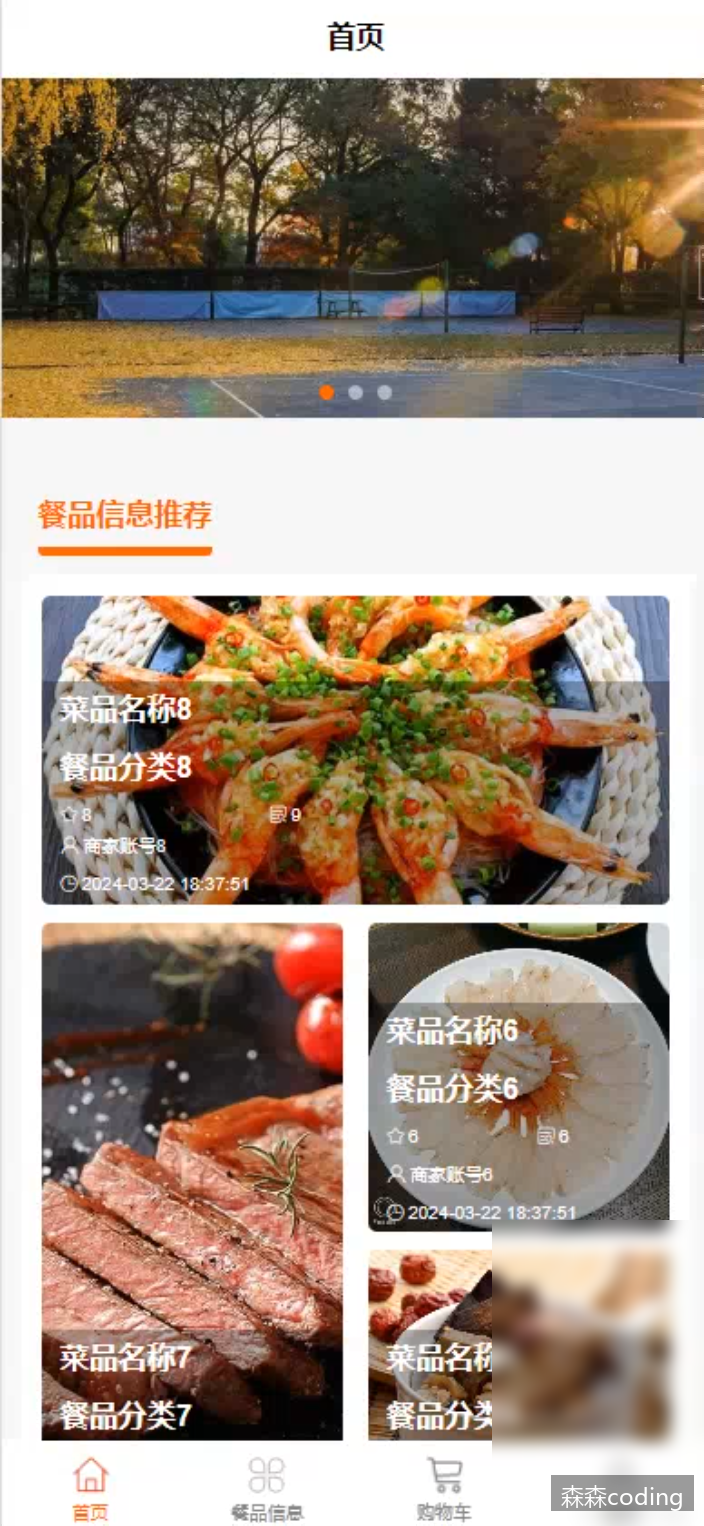 首页
餐品信息推荐
菜品名称8
餐品分类8
8 9
商家账号8
2024-03-22 18:37:51
菜品名称6
餐品分类6
6 6
商家账号6
2024-03-22 18:37:51
菜品名称7
餐品分类7
菜品名称
餐品分类
首页
餐品信息
购物车
森森coding